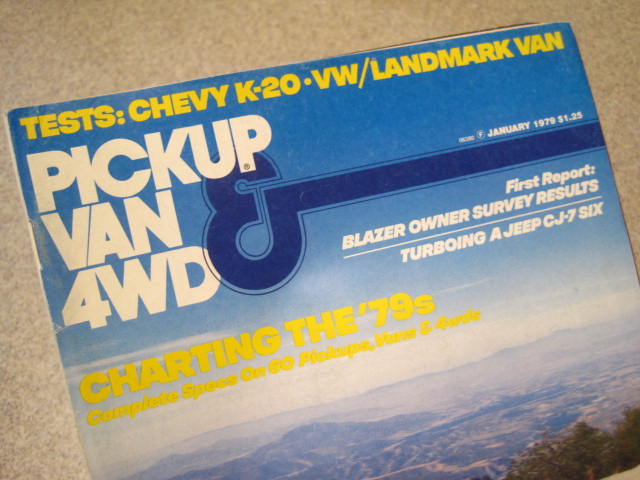 TESTS: CHEVY K-20 • VW/LANDMARK VAN
06380 F JANUARY 1979 $1.25
PICKUP®
VAN &
4WD
First Report:
BLAZER OWNER SURVEY RESULTS
TURBOING A JEEP CJ-7 SIX
CHARTING THE '79s
Complete Specs On 60 Pickups, Vans & 4wds